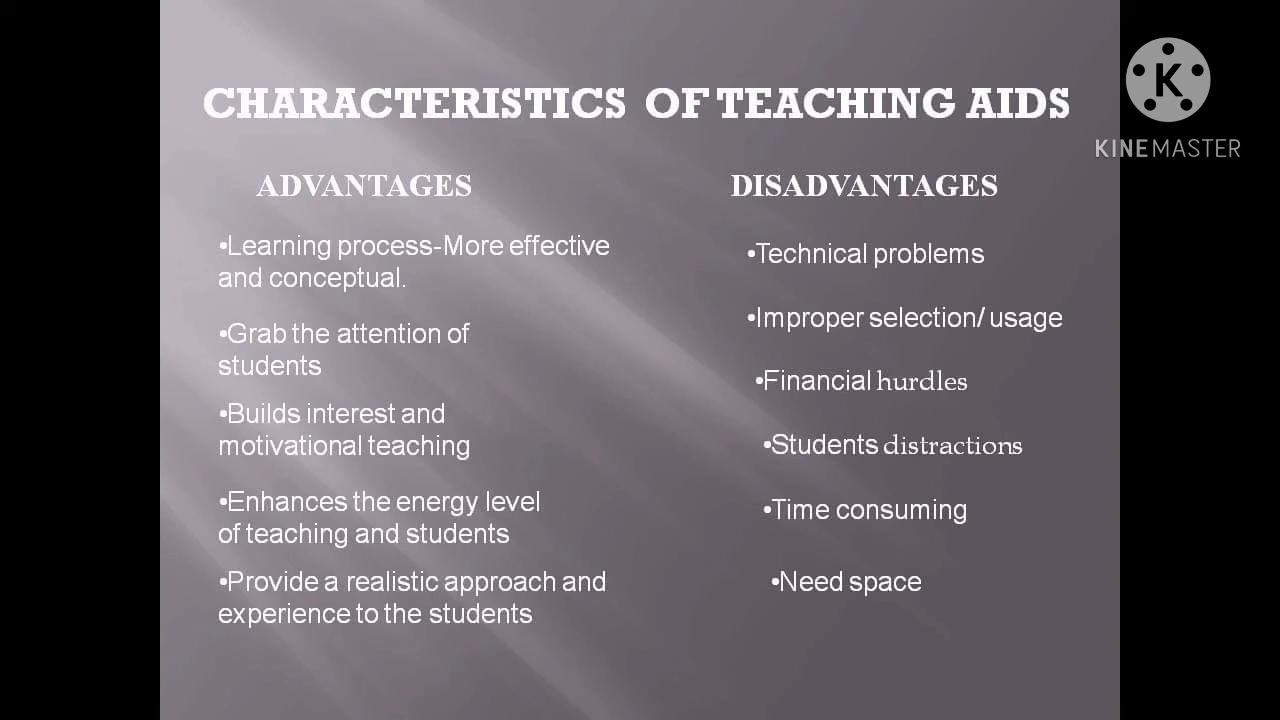 CHARACTERISTICS OF TEACHING AIDS
K
KINEMASTER
ADVANTAGES
•Learning process-More effective
and conceptual.
•Grab the attention of
students
•Builds interest and
motivational teaching
•Enhances the energy level
of teaching and students
•Provide a realistic approach and
experience to the students
DISADVANTAGES
•Technical problems
•Improper selection/ usage
•Financial hurdles
•Students distractions
•Time consuming
•Need space